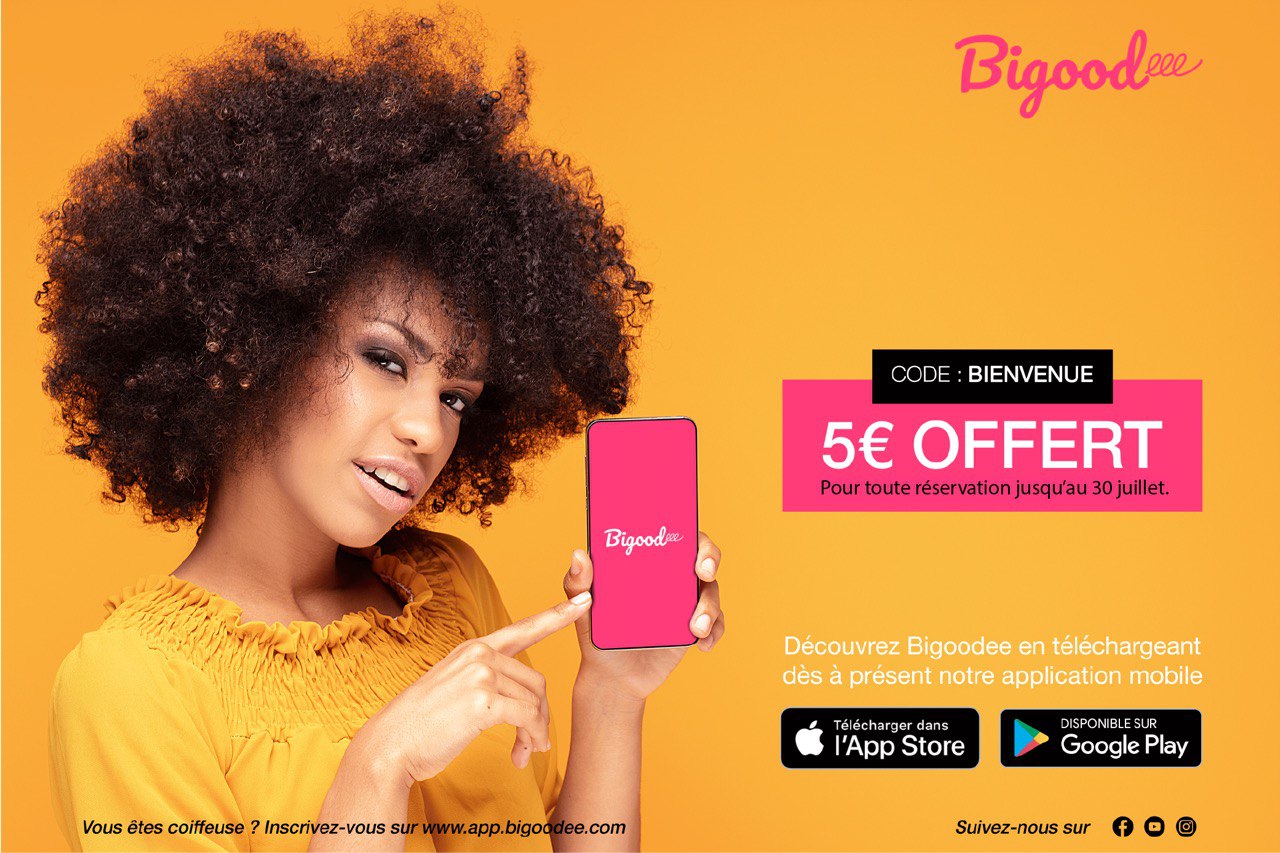 Bigoodeee
CODE : BIENVENUE
5€ OFFERT
Pour toute réservation jusqu'au 30 juillet.
Bigoodeee
Découvrez Bigoodee en téléchargeant
dès à présent notre application mobile
Télécharger dans
l'App Store
DISPONIBLE SUR
Google Play
Vous êtes coiffeuse ? Inscrivez-vous sur www.app.bigoodee.com
Suivez-nous sur